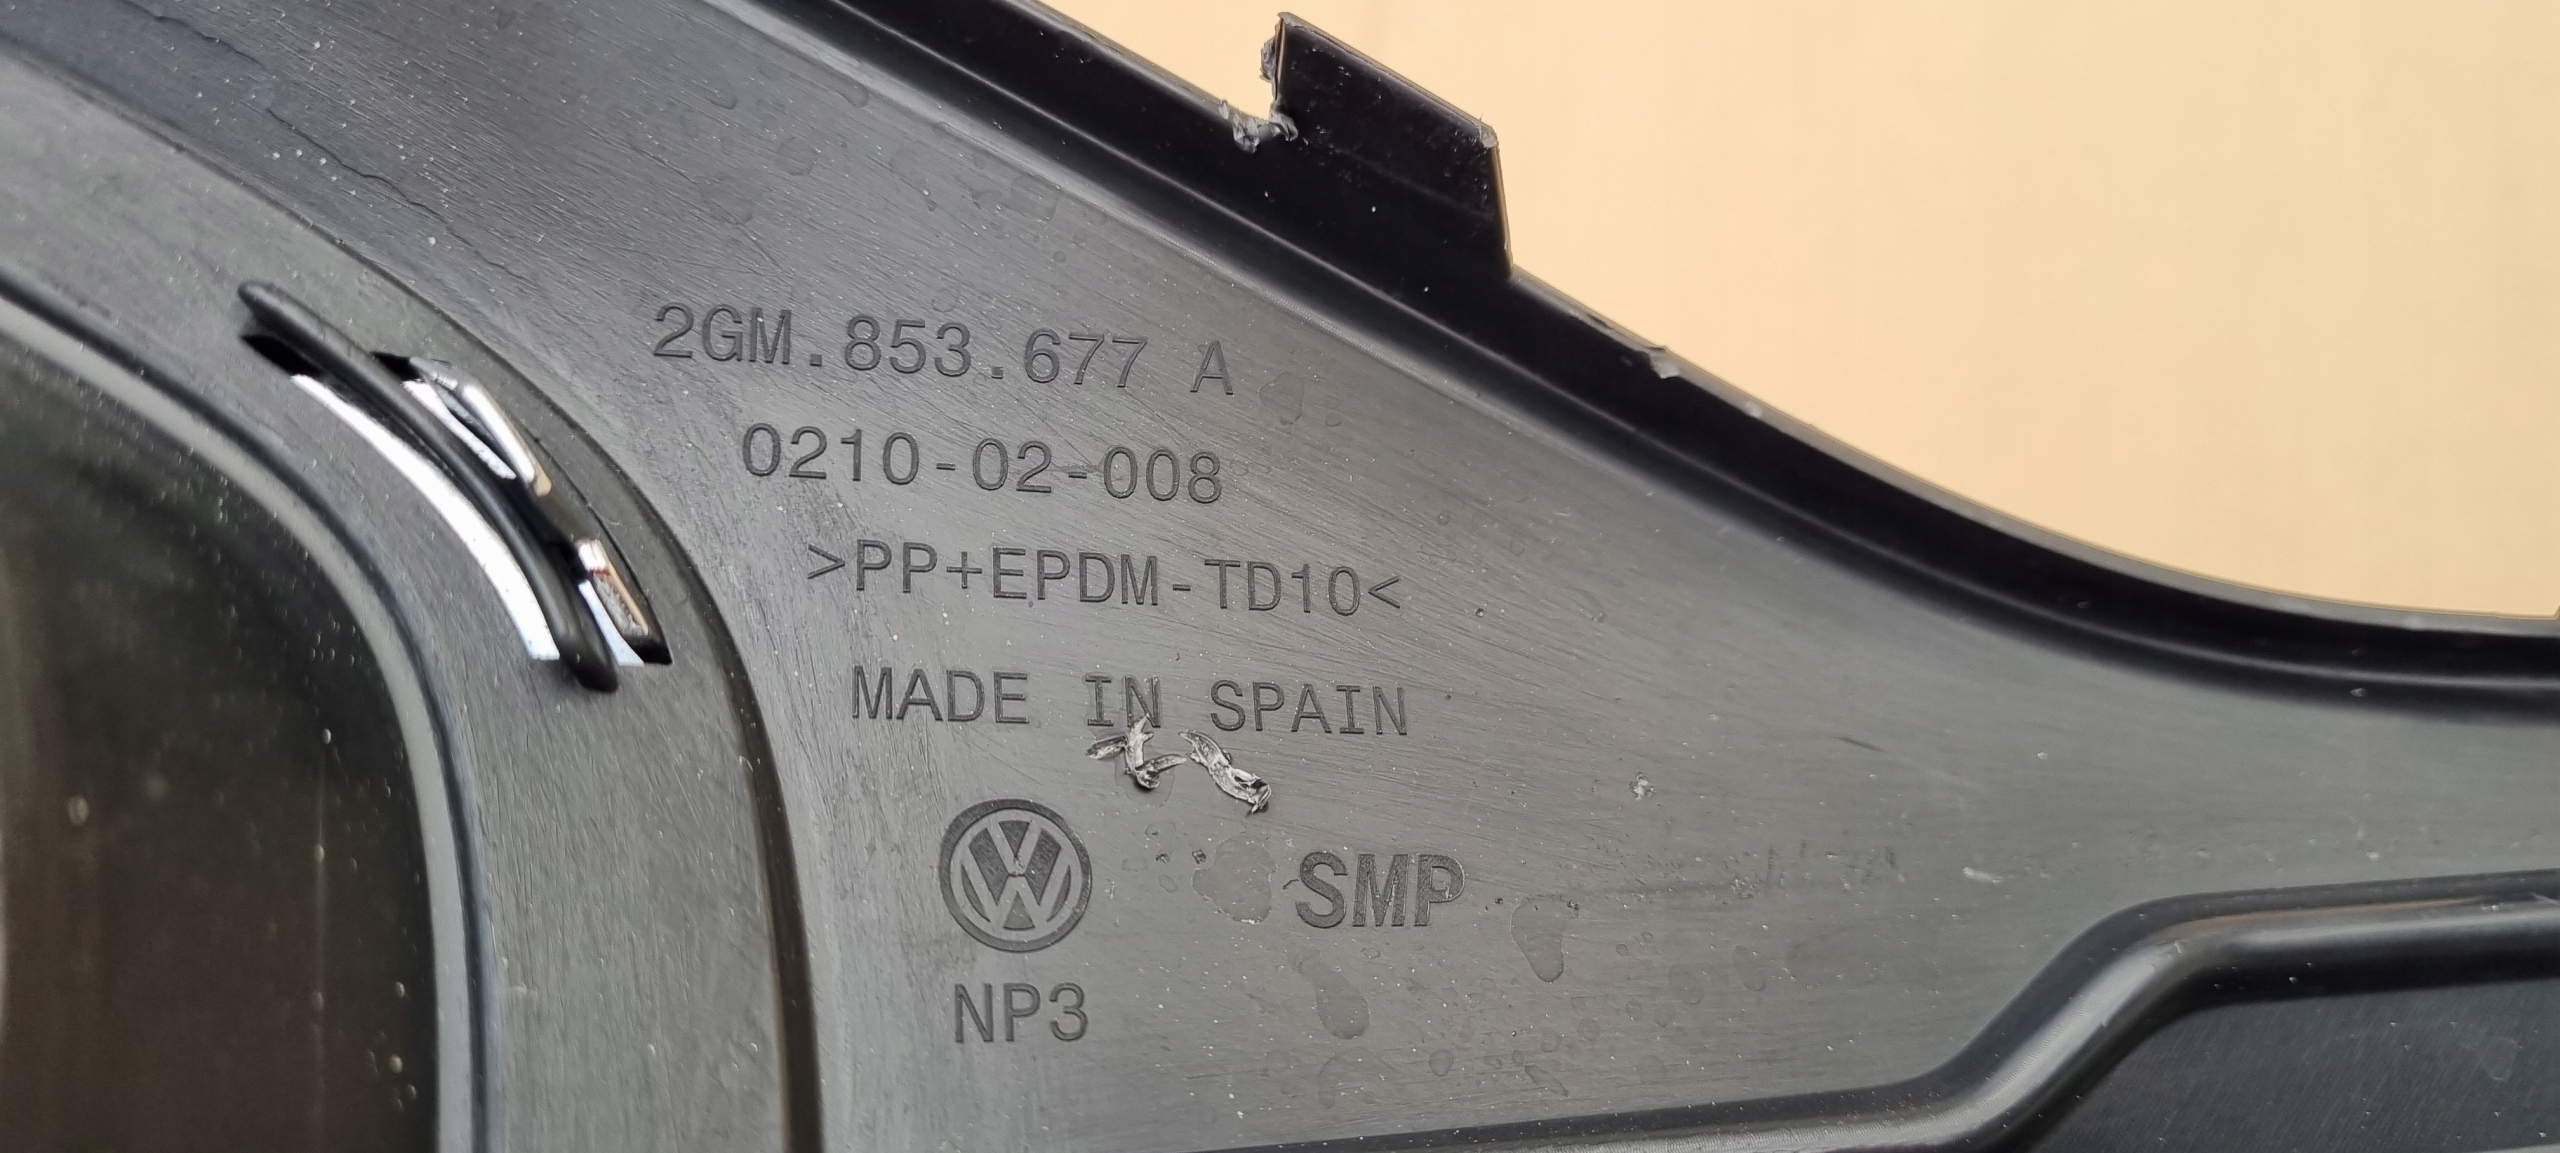 2GM.853.677 A
0210-02-008
>PP+EPDM-TD10<
MADE IN SPAIN
SMP
NP3